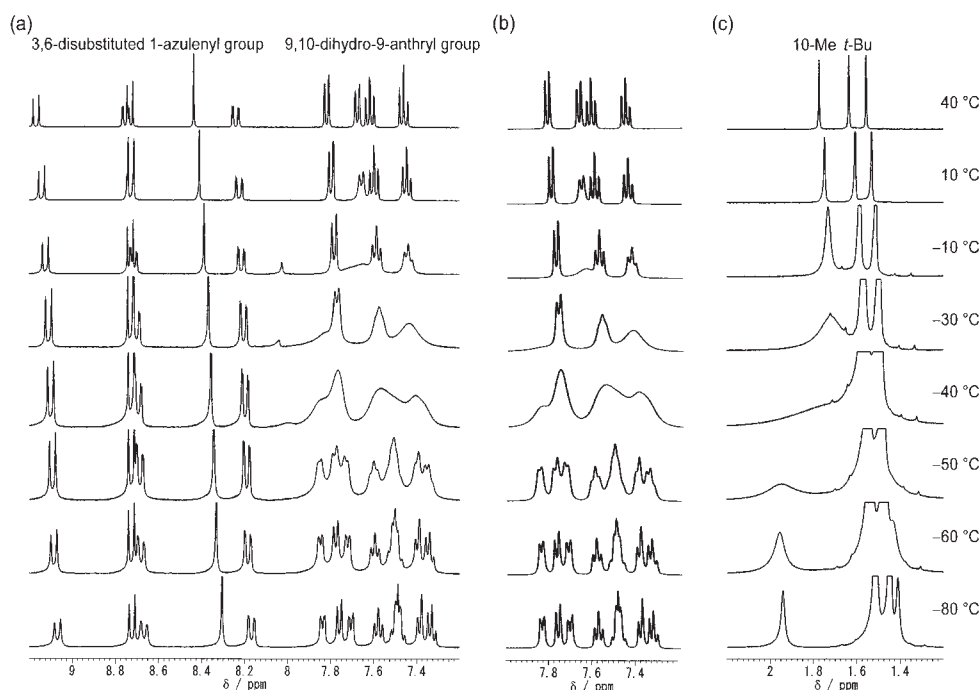 (a) (b) (c)
3,6-disubstituted 1-azulenyl group 9,10-dihydro-9-anthryl group 10-Me t-Bu
40 °C
10 °C
−10 °C
−30 °C
−40 °C
−50 °C
−60 °C
−80 °C
9 8.8 8.6 8.4 8.2 8 7.8 7.6 7.4 7.8 7.6 7.4 2 1.8 1.6 1.4
δ / ppm δ / ppm δ / ppm